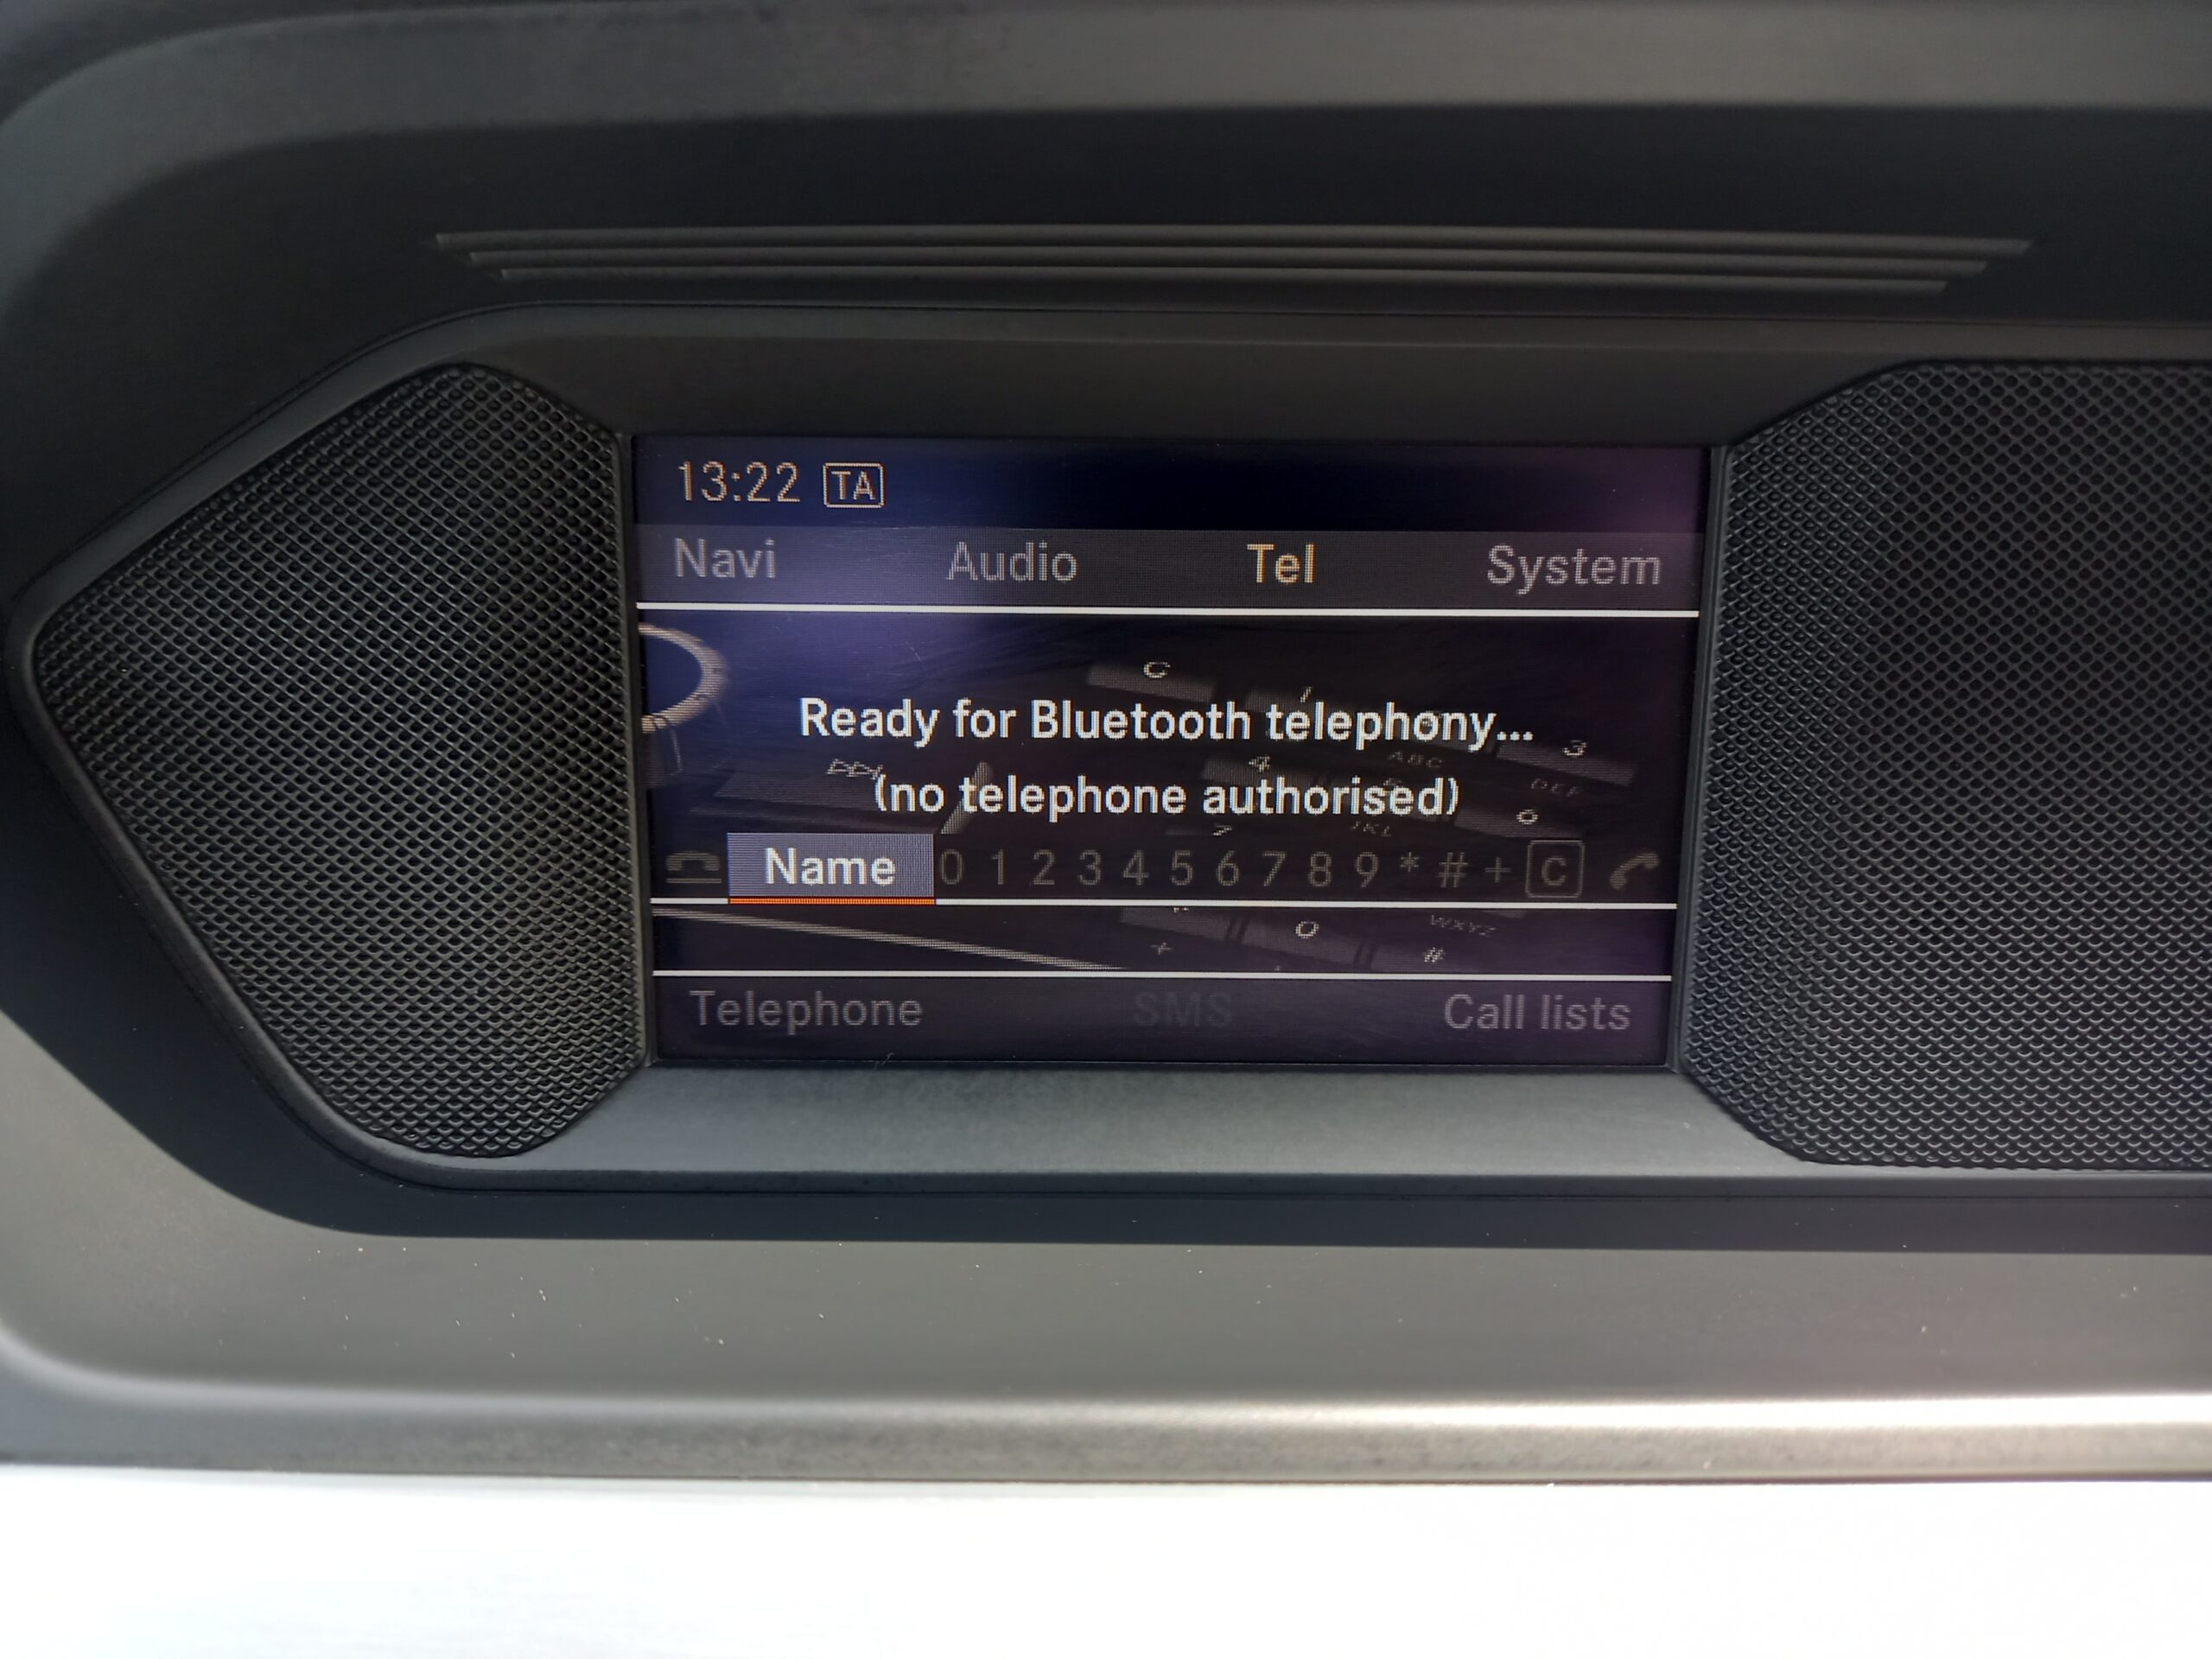 13:22 TA
Navi Audio Tel System
Ready for Bluetooth telephony...
(no telephone authorised)
Name 0 1 2 3 4 5 6 7 8 9 * # + C
Telephone SMS Call lists